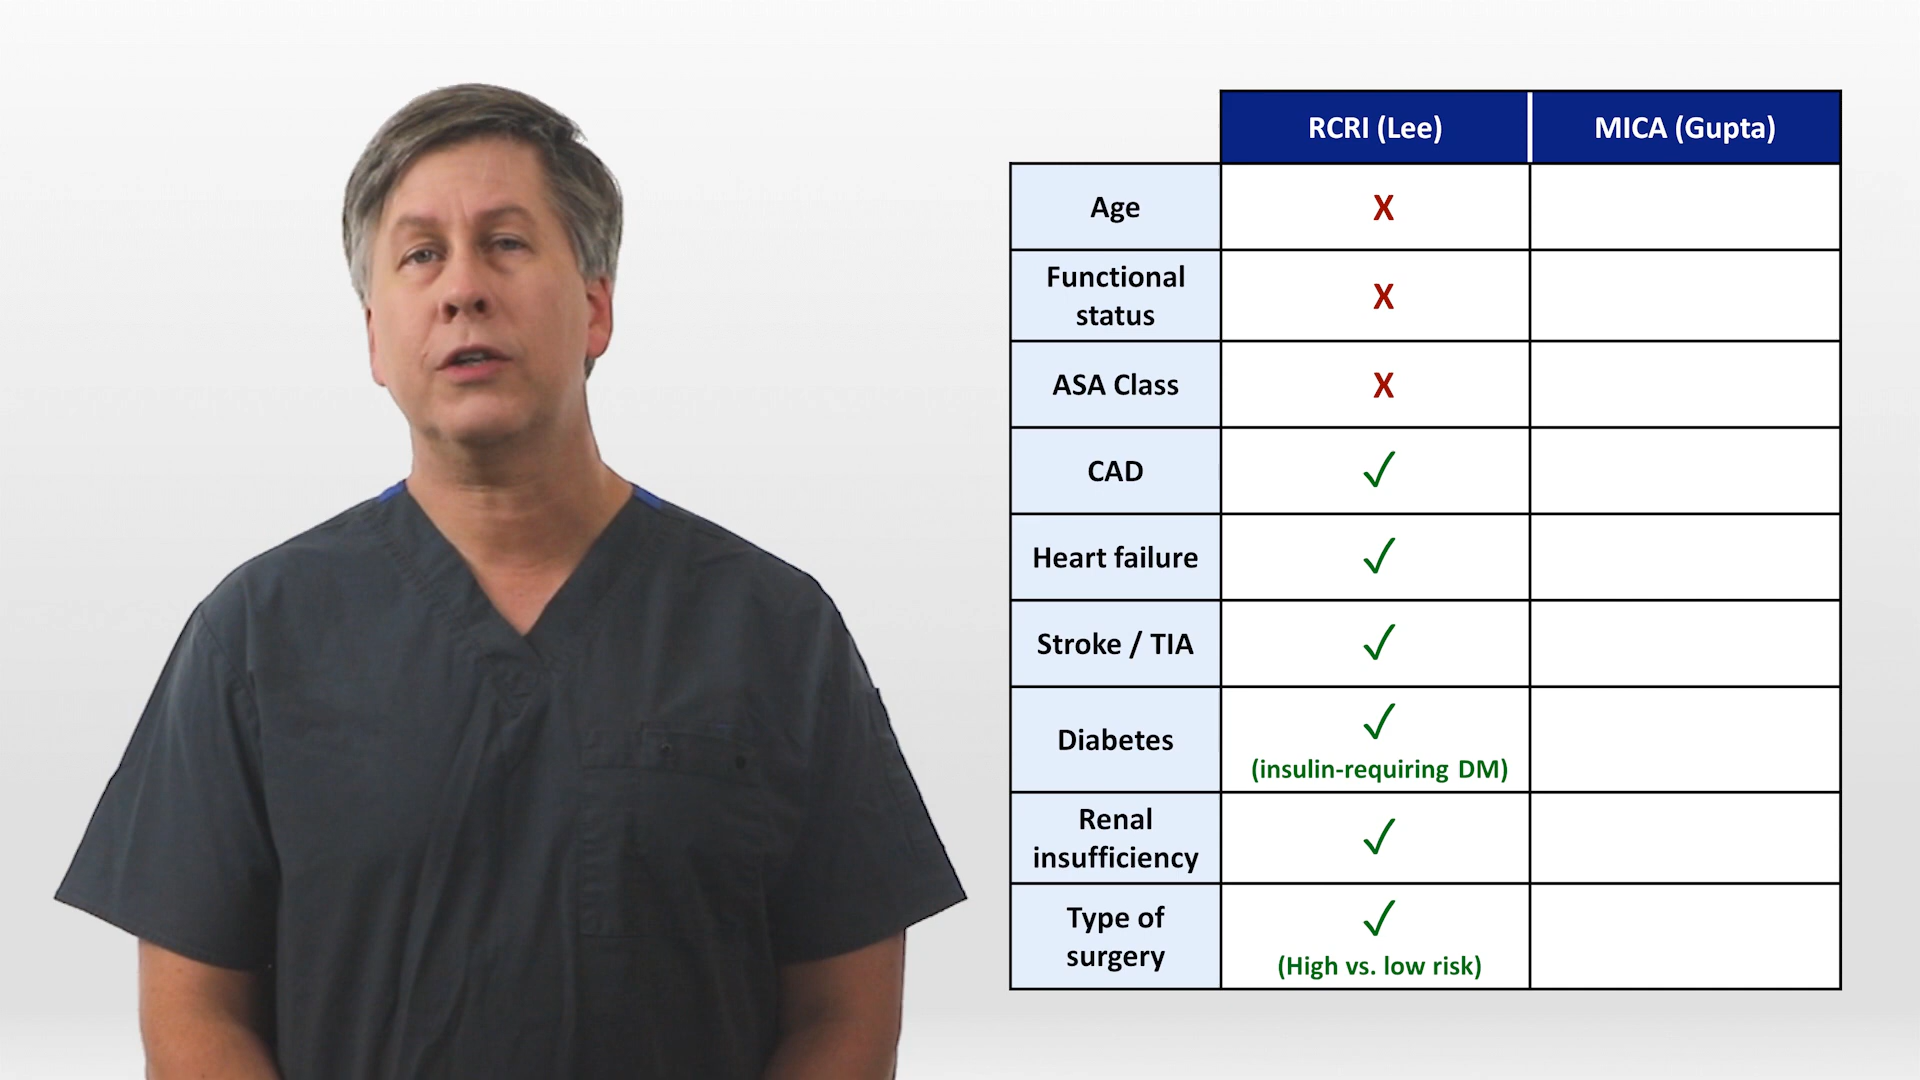 RCRI (Lee)
MICA (Gupta)
Age
X
Functional
status
X
ASA Class
X
CAD
✓
Heart failure
✓
Stroke / TIA
✓
Diabetes
✓
(insulin-requiring DM)
Renal
insufficiency
✓
Type of
surgery
✓
(High vs. low risk)